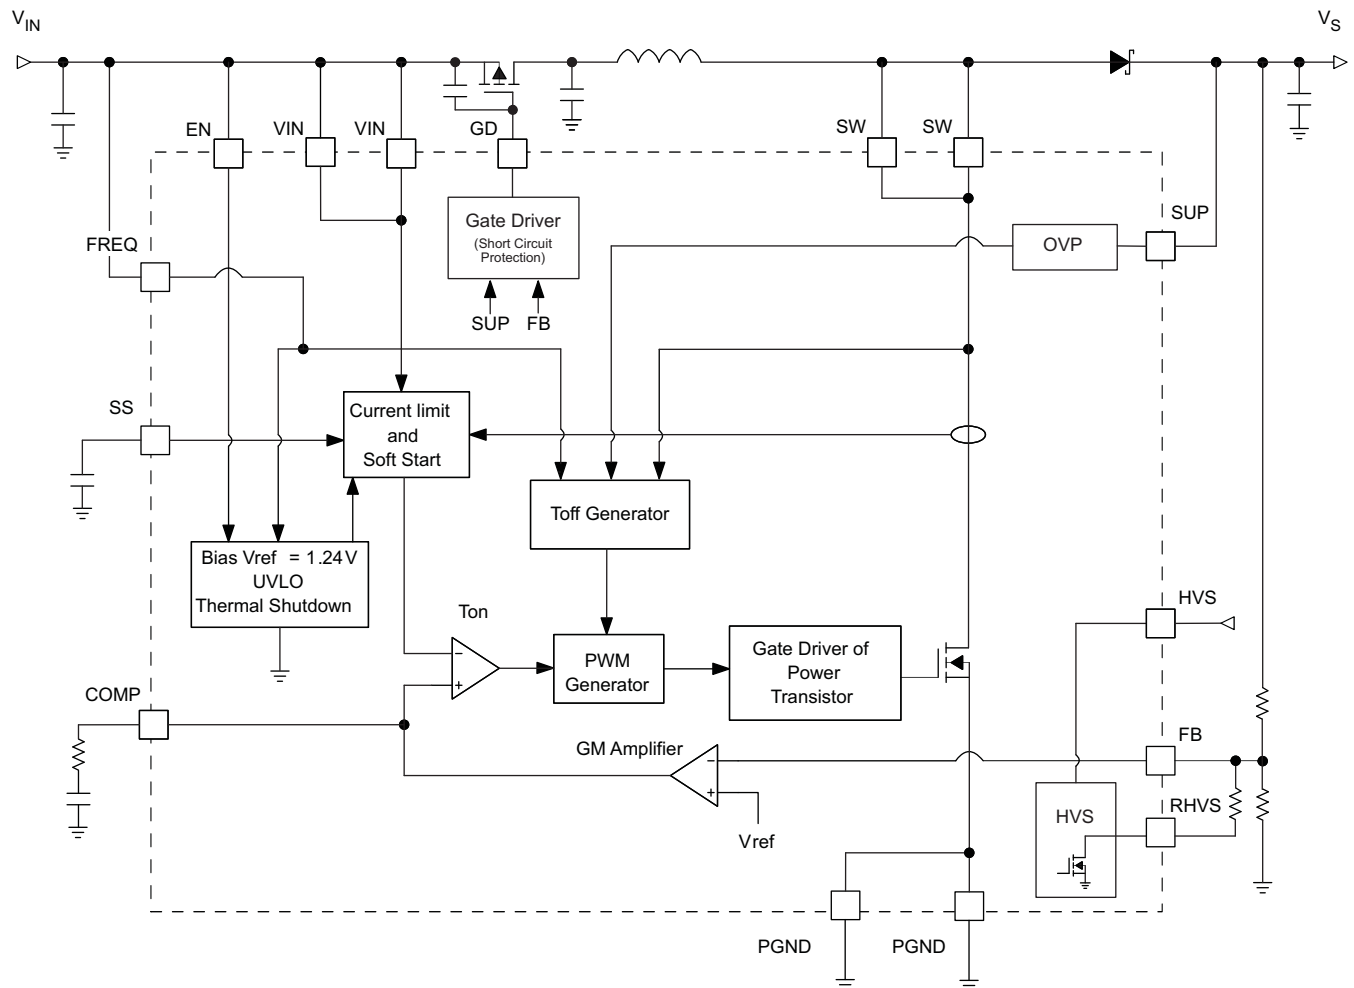 VIN
VS
EN
VIN
VIN
GD
SW
SW
SUP
Gate Driver
(Short Circuit
Protection)
OVP
FREQ
SUP
FB
SS
Current limit
and
Soft Start
Toff Generator
Bias Vref = 1.24V
UVLO
Thermal Shutdown
HVS
Ton
−
+
PWM
Generator
Gate Driver of
Power
Transistor
COMP
GM Amplifier
−
+
FB
Vref
HVS
RHVS
PGND
PGND